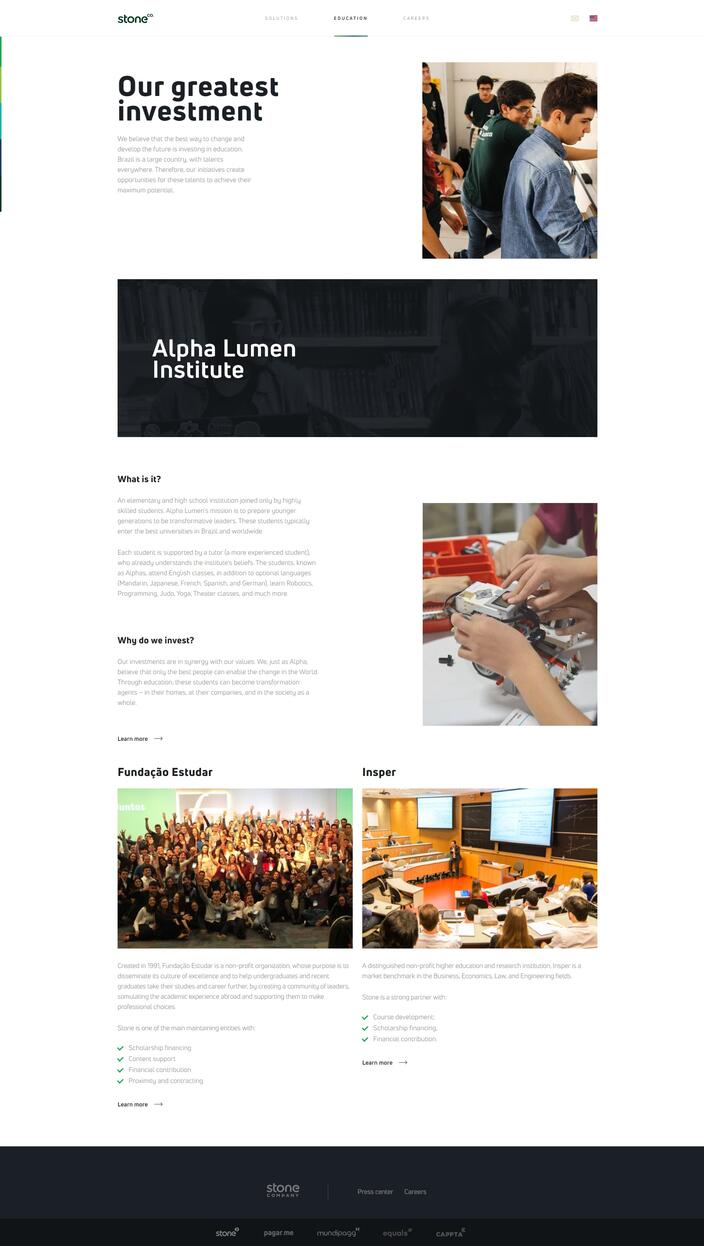 stone co.
SOLUTIONS
EDUCATION
CAREERS
Our greatest
investment
We believe that the best way to change and
develop the future is investing in education.
Brazil is a large country, with talents
everywhere. Therefore, our initiatives create
opportunities for these talents to achieve their
maximum potential.
Alpha Lumen
Institute
What is it?
An elementary and high school institution joined only by highly
skilled students. Alpha Lumen's mission is to prepare younger
generations to be transformative leaders. These students typically
enter the best universities in Brazil and worldwide
Each student is supported by a tutor (a more experienced student),
who already understands the institute's beliefs. The students, known
as Alphas, attend English classes, in addition to optional languages
(Mandarin, Japanese, French, Spanish, and German), learn Robotics,
Programming, Judo, Yoga, Theater classes, and much more.
Why do we invest?
Our investments are in synergy with our values. We, just as Alpha,
believe that only the best people can enable the change in the World.
Through education, these students can become transformation
agents – in their homes, at their companies, and in the society as a
whole.
Learn more
Fundação Estudar
juntos
Created in 1991, Fundação Estudar is a non-profit organization, whose purpose is to
disseminate its culture of excellence and to help undergraduates and recent
graduates take their studies and career further, by creating a community of leaders,
stimulating the academic experience abroad and supporting them to make
professional choices.
Stone is one of the main maintaining entities with:
Scholarship financing
Content support
Financial contribution
Proximity and contracting
Learn more
Insper
A distinguished non-profit higher education and research institution, Insper is a
market benchmark in the Business, Economics, Law, and Engineering fields.
Stone is a strong partner with:
Course development;
Scholarship financing;
Financial contribution.
Learn more
stone
COMPANY
Press center
Careers
stone
pagar.me
mundipagg
equals
CAPPTA